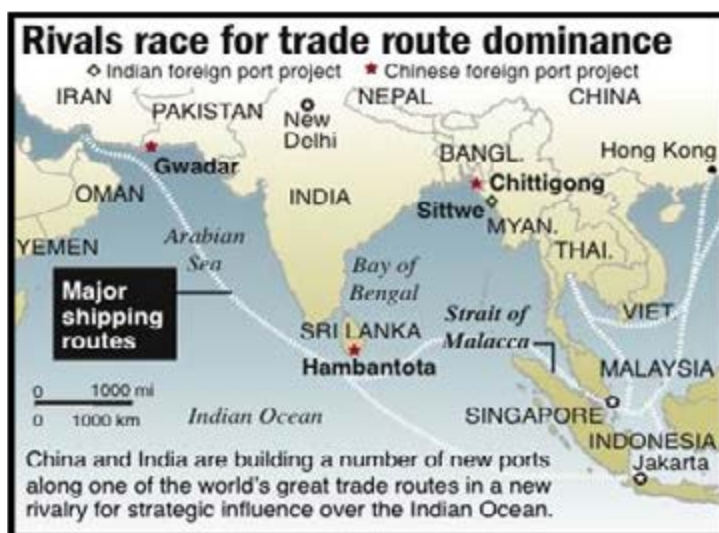 Rivals race for trade route dominance
Indian foreign port project Chinese foreign port project
IRAN
PAKISTAN
New
Delhi
NEPAL
CHINA
Gwadar
BANGL.
Hong Kong
Chittigong
OMAN
INDIA
Sittwe
MYAN.
YEMEN
Arabian
Sea
THAI.
Bay of
Bengal
Major
shipping
routes
SRI LANKA
Strait of
Malacca
VIET.
Hambantota
MALAYSIA
0 1000 mi
0 1000 km
Indian Ocean
SINGAPORE
INDONESIA
Jakarta
China and India are building a number of new ports
along one of the world's great trade routes in a new
rivalry for strategic influence over the Indian Ocean.